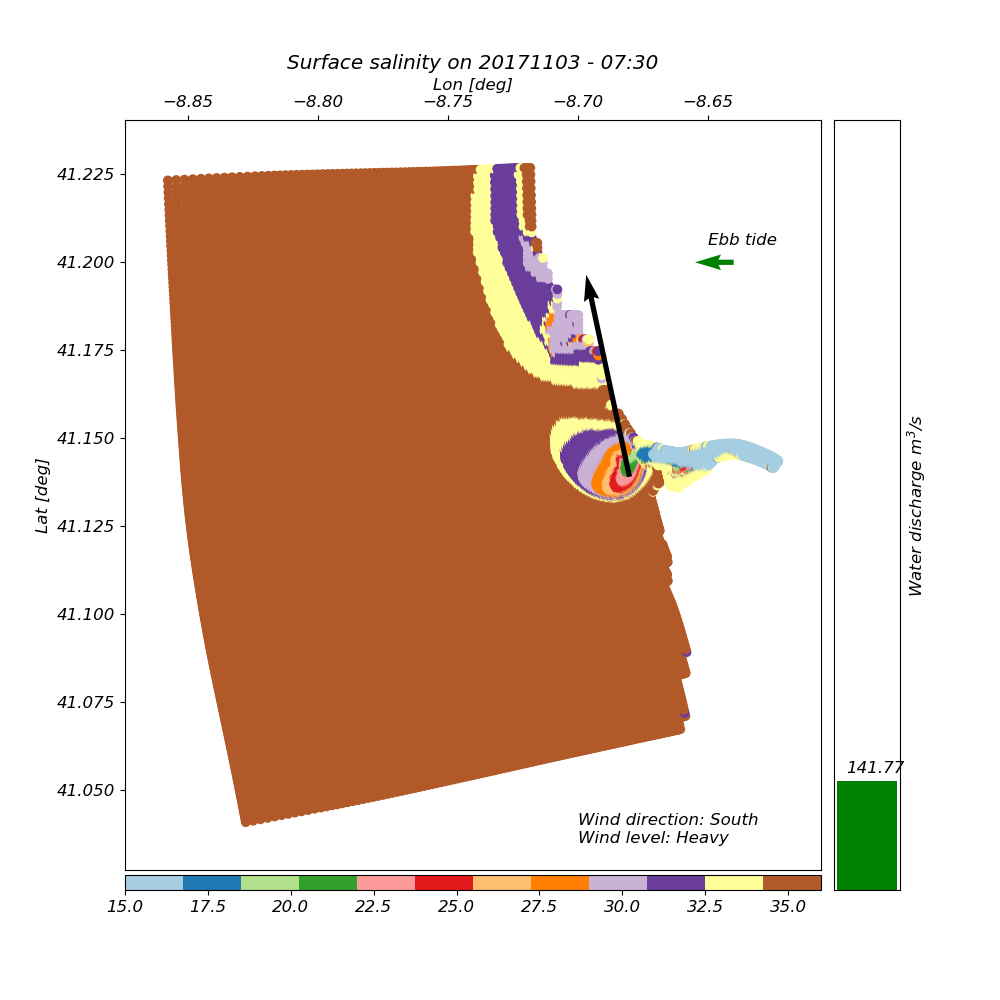 Surface salinity on 20171103 - 07:30
Lon [deg]
−8.85 −8.80 −8.75 −8.70 −8.65
41.225
41.200
41.175
41.150
41.125
41.100
41.075
41.050
Lat [deg]
Ebb tide
Wind direction: South
Wind level: Heavy
15.0 17.5 20.0 22.5 25.0 27.5 30.0 32.5 35.0
141.77
Water discharge m³/s